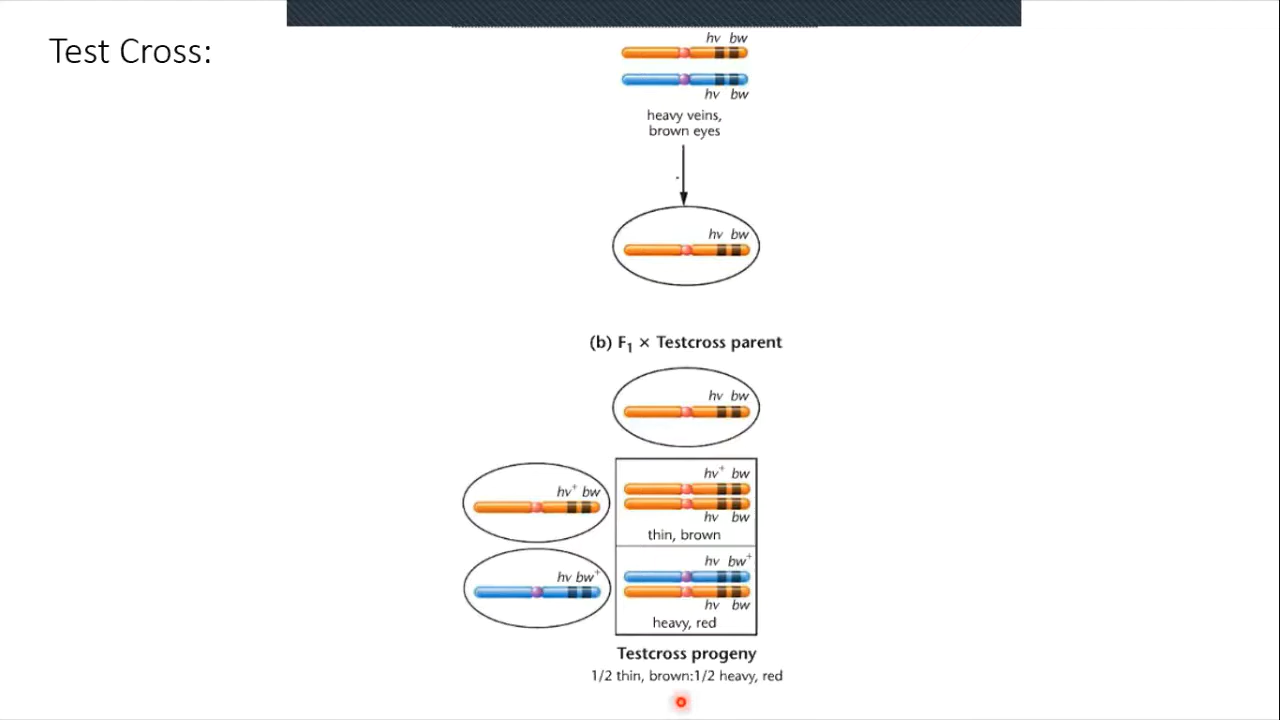 Test Cross:
hv bw
hv bw
heavy veins,
brown eyes
hv bw
(b) F₁ × Testcross parent
hv bw
hv⁺ bw
hv⁺ bw
hv bw
thin, brown
hv bw⁺
hv bw⁺
hv bw
heavy, red
Testcross progeny
1/2 thin, brown:1/2 heavy, red